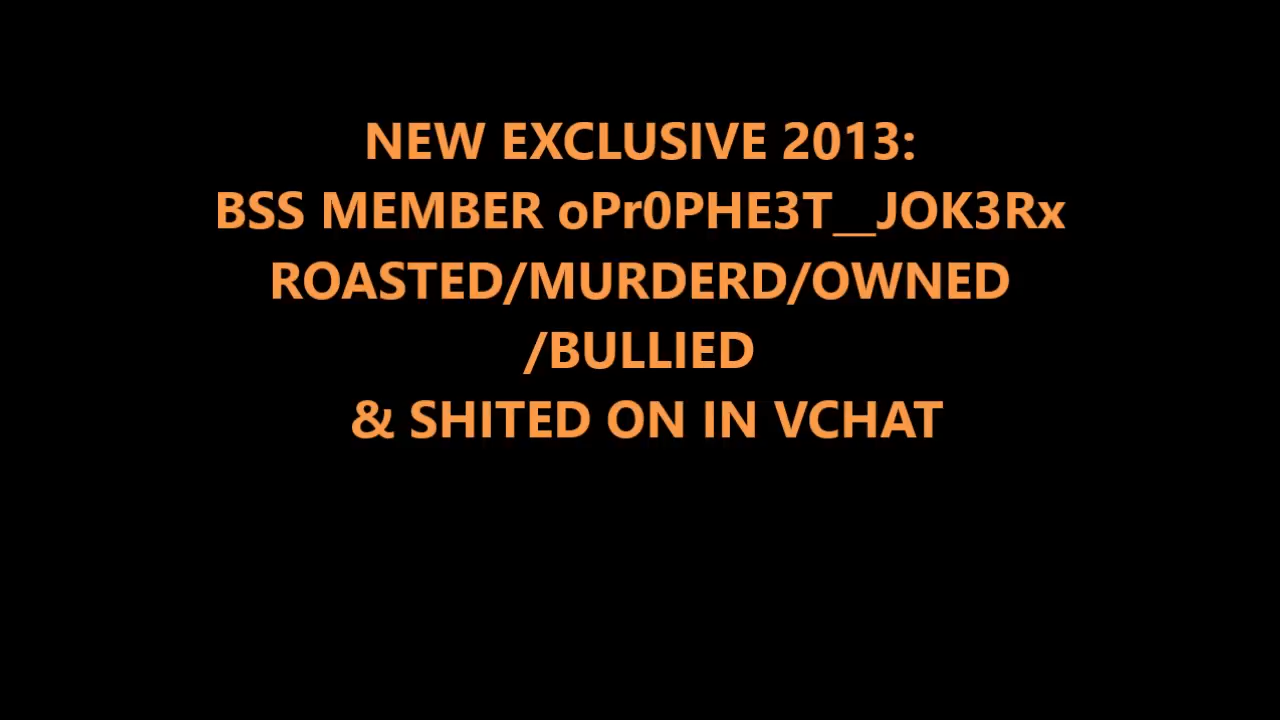 NEW EXCLUSIVE 2013:
BSS MEMBER oPr0PHE3T__JOK3Rx
ROASTED/MURDERD/OWNED
/BULLIED
& SHITED ON IN VCHAT